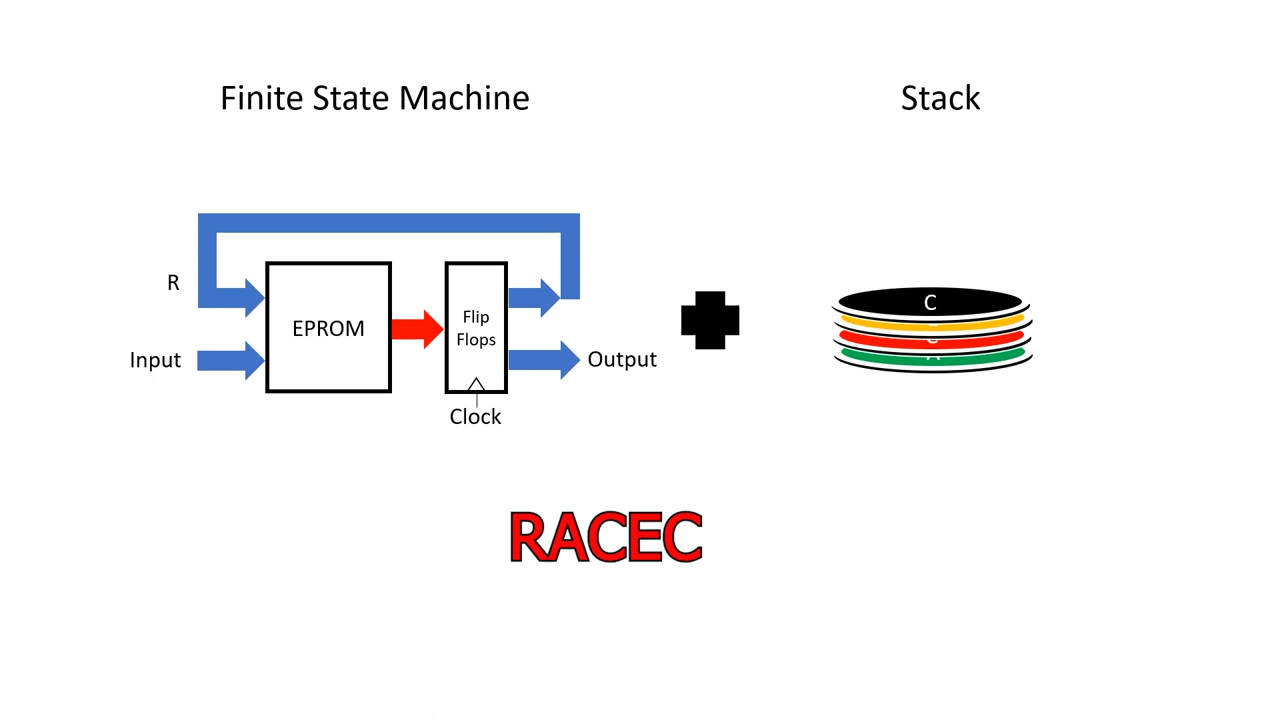 Finite State Machine
Stack
R
Input
EPROM
Flip
Flops
Clock
Output
C
RACEC